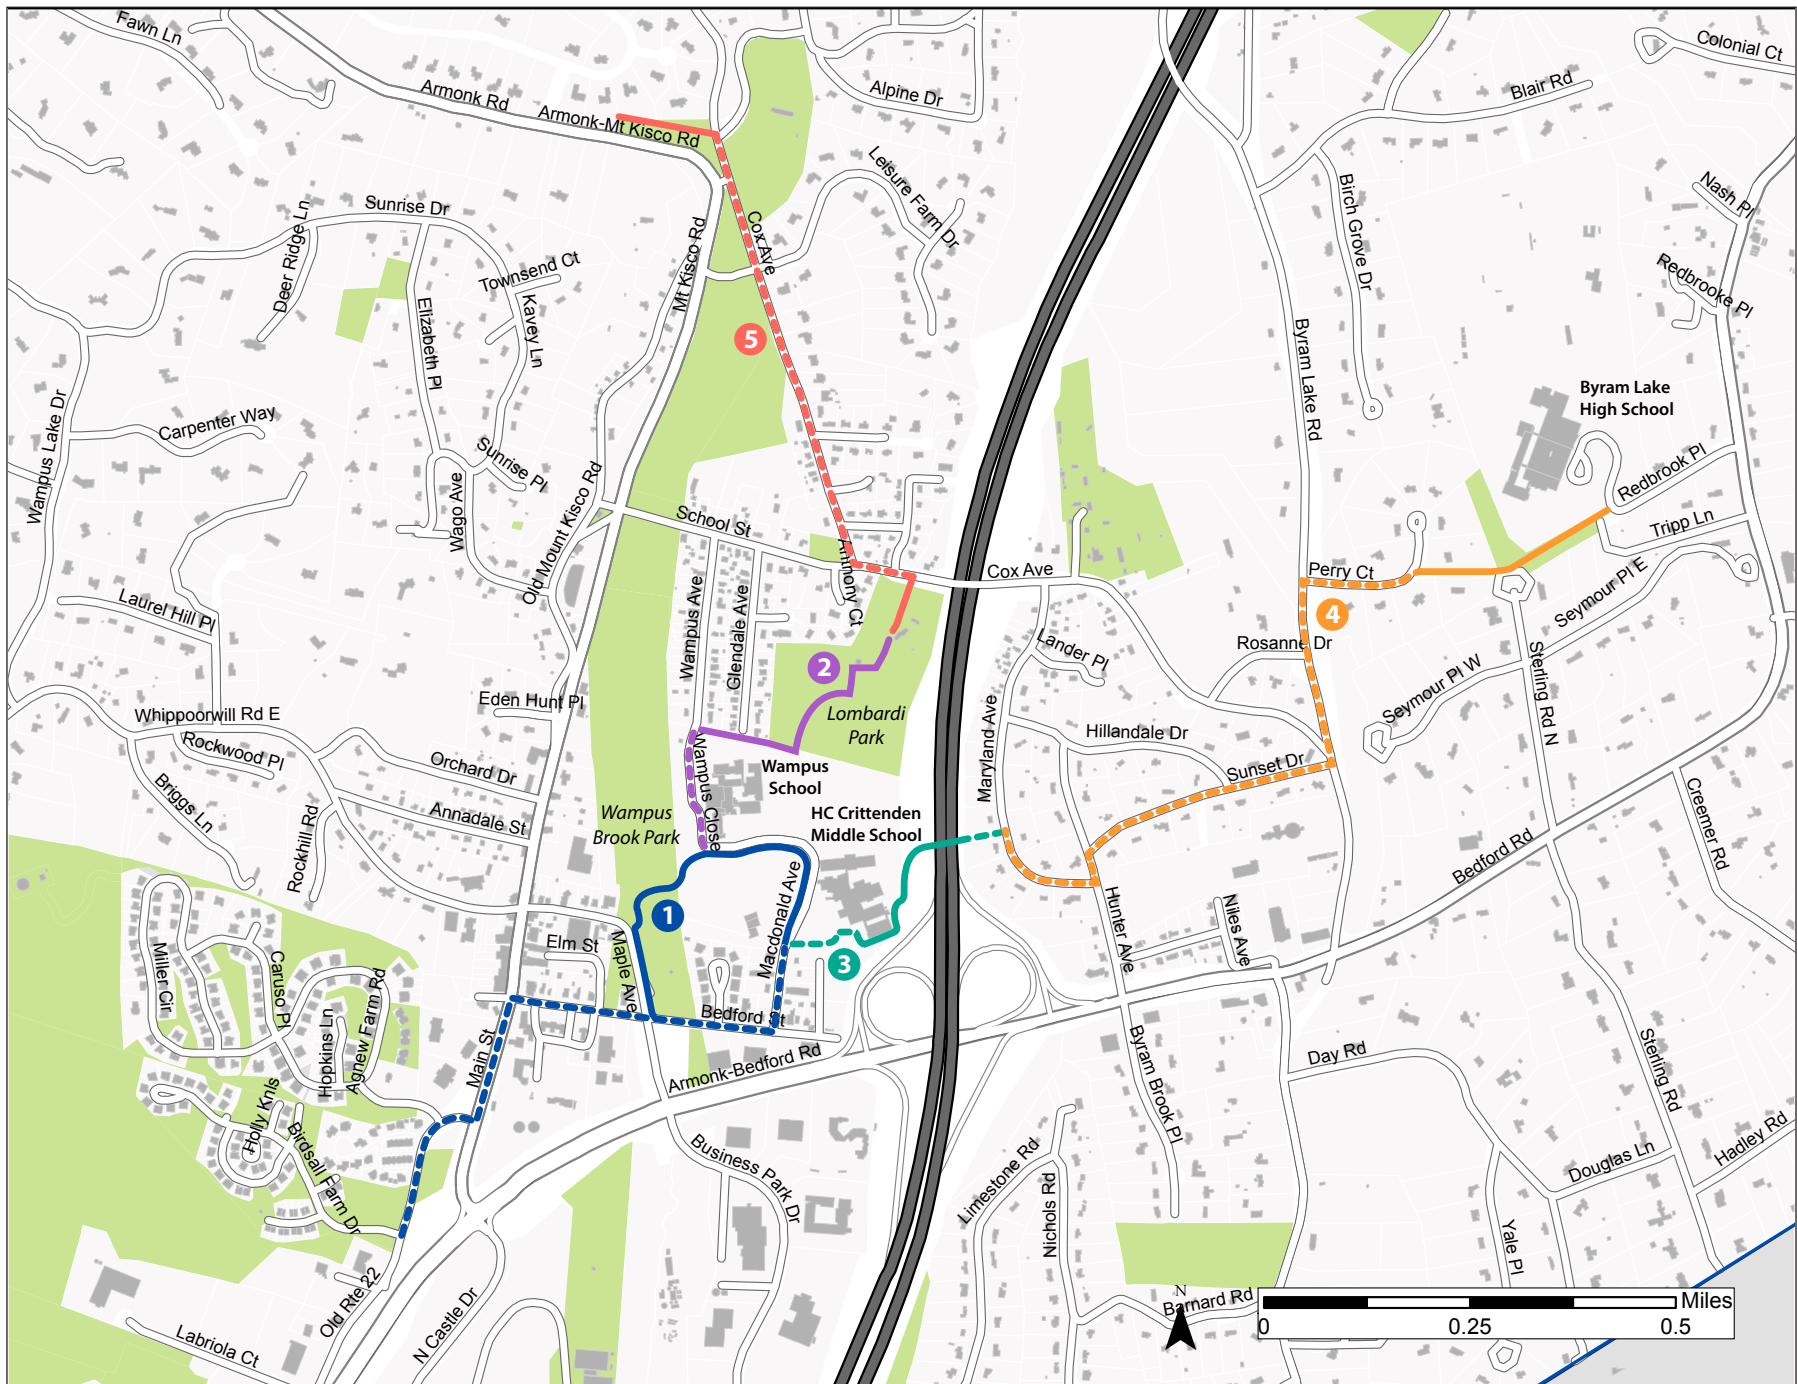 Fawn Ln
Colonial Ct
Armonk Rd
Alpine Dr
Blair Rd
Armonk-Mt Kisco Rd
Leisure Farm Dr
Birch Grove Dr
Nash Pl
Sunrise Dr
Deer Ridge Ln
Cox Ave
Mt Kisco Rd
Townsend Ct
Redbrooke Pl
Elizabeth Pl
Kavey Ln
5
Byram Lake Rd
Byram Lake
High School
Wampus Lake Dr
Carpenter Way
Sunrise Pl
Redbrook Pl
Wago Ave
Old Mount Kisco Rd
School St
Tripp Ln
Anthony Ct
Cox Ave
Perry Ct
Seymour Pl E
Laurel Hill Pl
Wampus Ave
Glendale Ave
4
Rosanne Dr
Lander Pl
2
Sterling Rd N
Seymour Pl W
Eden Hunt Pl
Whippoorwill Rd E
Lombardi
Park
Maryland Ave
Hillandale Dr
Rockwood Pl
Orchard Dr
Wampus Close
Wampus
School
Sunset Dr
Briggs Ln
Annadale St
Wampus
Brook Park
HC Crittenden
Middle School
Creemer Rd
Rockhill Rd
Bedford Rd
Macdonald Ave
1
Hunter Ave
Niles Ave
Elm St
Maple Ave
3
Miller Cir
Caruso Pl
Agnew Farm Rd
Hopkins Ln
Bedford St
Main St
Armonk-Bedford Rd
Byram Brook Pl
Day Rd
Sterling Rd
Holly Knls
Birdsall Farm Dr
Business Park Dr
Limestone Rd
Nichols Rd
Douglas Ln
Hadley Rd
Yale Pl
Old Rte 22
N Castle Dr
Labriola Ct
Barnard Rd
N
Miles
0
0.25
0.5